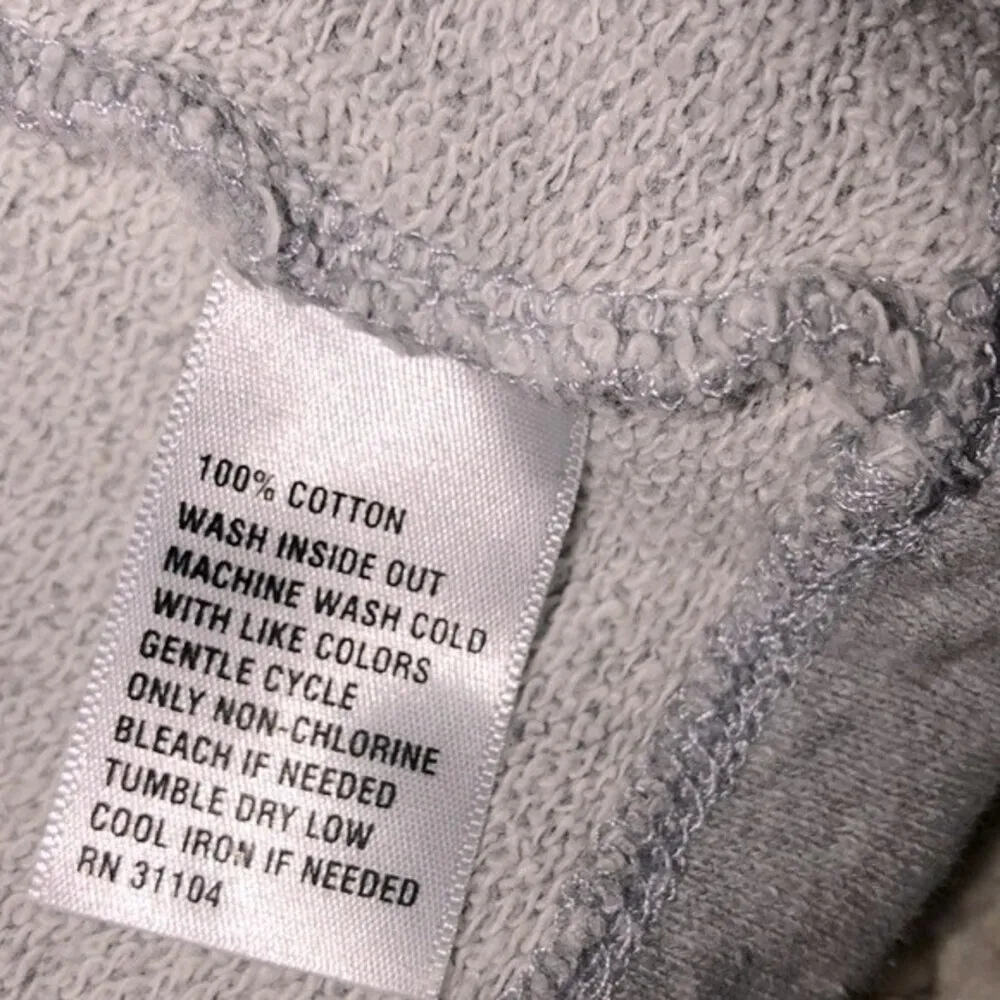 100% COTTON
WASH INSIDE OUT
MACHINE WASH COLD
WITH LIKE COLORS
GENTLE CYCLE
ONLY NON-CHLORINE
BLEACH IF NEEDED
TUMBLE DRY LOW
COOL IRON IF NEEDED
RN 31104